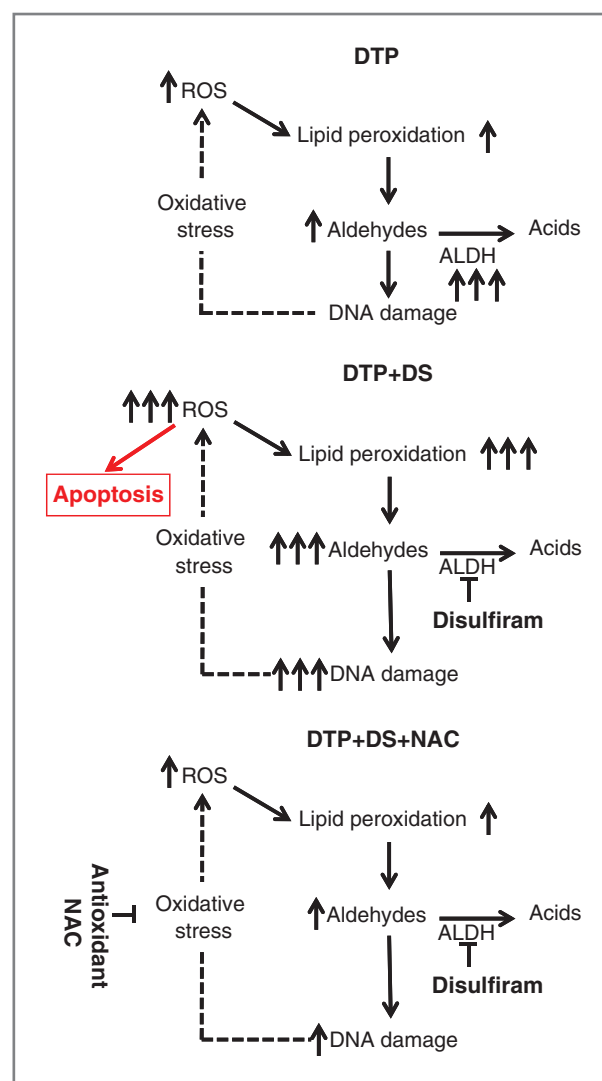 DTP
ROS
Lipid peroxidation
Oxidative
stress
Aldehydes
Acids
ALDH
DNA damage
DTP+DS
ROS
Lipid peroxidation
Apoptosis
Oxidative
stress
Aldehydes
Acids
ALDH
Disulfiram
DNA damage
DTP+DS+NAC
ROS
Lipid peroxidation
Antioxidant
NAC
Oxidative
stress
Aldehydes
Acids
ALDH
Disulfiram
DNA damage